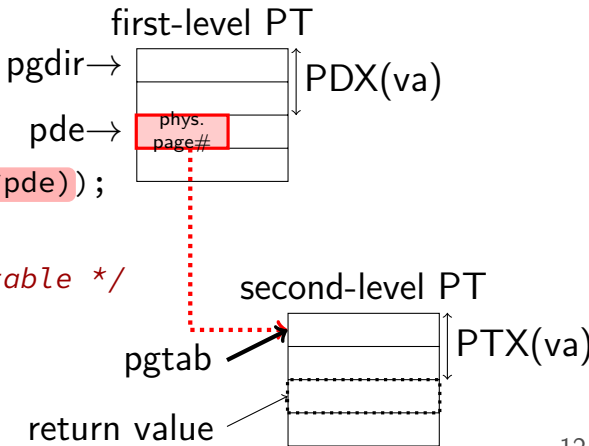 first-level PT
pgdir→
PDX(va)
pde→
phys.
page#
pde));
able */
second-level PT
PTX(va)
pgtab
return value